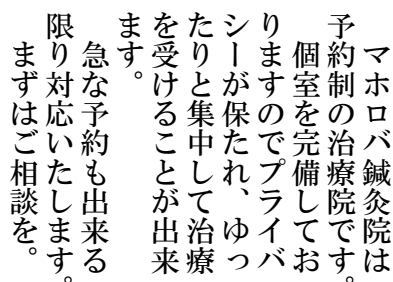 マホロバ鍼灸院は
予約制の治療院です。
個室を完備してお
りますのでプライバ
シーが保たれ、ゆっ
たりと集中して治療
を受けることが出来
ます。
急な予約も出来る
限り対応いたします。
まずはご相談を。